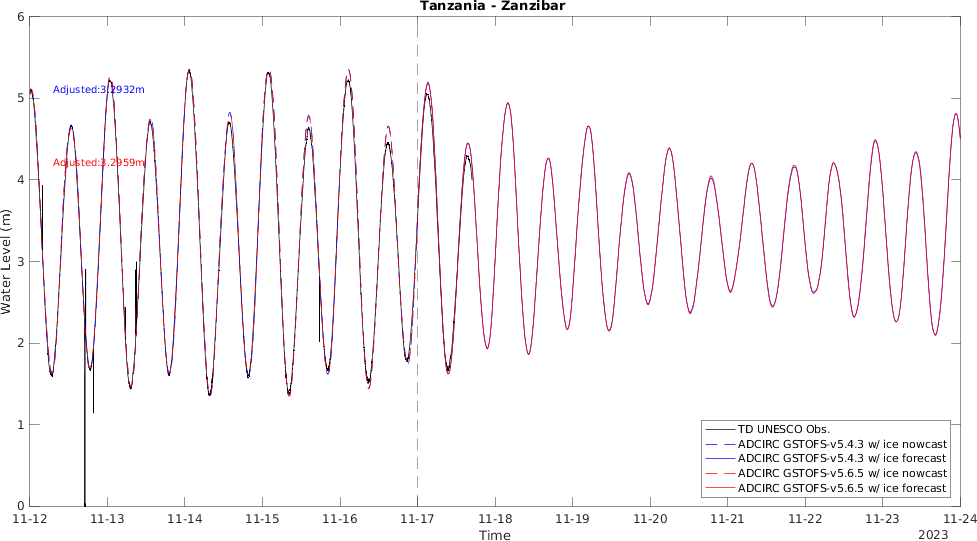 Tanzania - Zanzibar
6
5
4
3
2
1
0
Water Level (m)
Adjusted:3.2932m
Adjusted:3.2959m
TD UNESCO Obs.
ADCIRC GSTOFS-v5.4.3 w/ ice nowcast
ADCIRC GSTOFS-v5.4.3 w/ ice forecast
ADCIRC GSTOFS-v5.6.5 w/ ice nowcast
ADCIRC GSTOFS-v5.6.5 w/ ice forecast
11-12 11-13 11-14 11-15 11-16 11-17 11-18 11-19 11-20 11-21 11-22 11-23 11-24
Time
2023